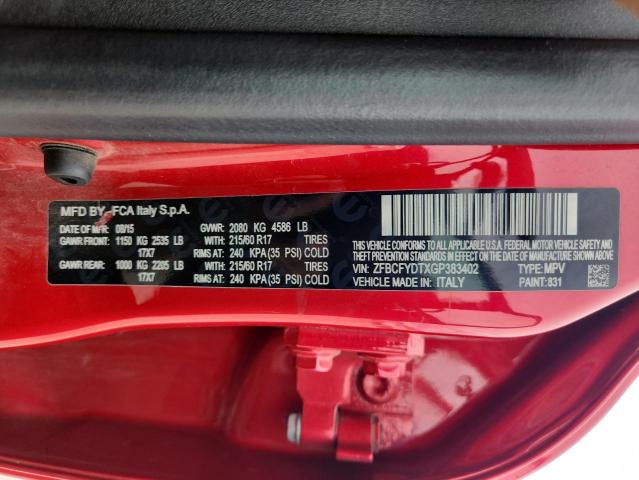 MFD BY-FCA Italy S.p.A.
DATE OF MFR 08/15 GVWR: 2080 KG 4586 LB
GAWR FRONT: 1150 KG 2535 LB WITH: 215/60 R17 TIRES
17X7 RIMS AT: 240 KPA (35 PSI) COLD
GAWR REAR: 1000 KG 2205 LB WITH: 215/60 R17 TIRES
17X7 RIMS AT: 240 KPA (35 PSI) COLD
THIS VEHICLE CONFORMS TO ALL APPLICABLE U.S.A. FEDERAL MOTOR VEHICLE SAFETY BUMPER AND
THEFT PREVENTION STANDARDS IN EFFECT ON THE DATE OF MANUFACTURE SHOWN ABOVE.
VIN: ZFBCFYDTXGP383402 TYPE: MPV
VEHICLE MADE IN: ITALY PAINT: 831